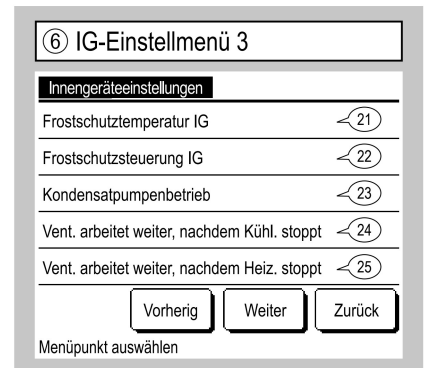 ⑥ IG-Einstellmenü 3
Innengeräteeinstellungen
Frostschutztemperatur IG 21
Frostschutzsteuerung IG 22
Kondensatpumpenbetrieb 23
Vent. arbeitet weiter, nachdem Kühl. stoppt 24
Vent. arbeitet weiter, nachdem Heiz. stoppt 25
Vorherig Weiter Zurück
Menüpunkt auswählen